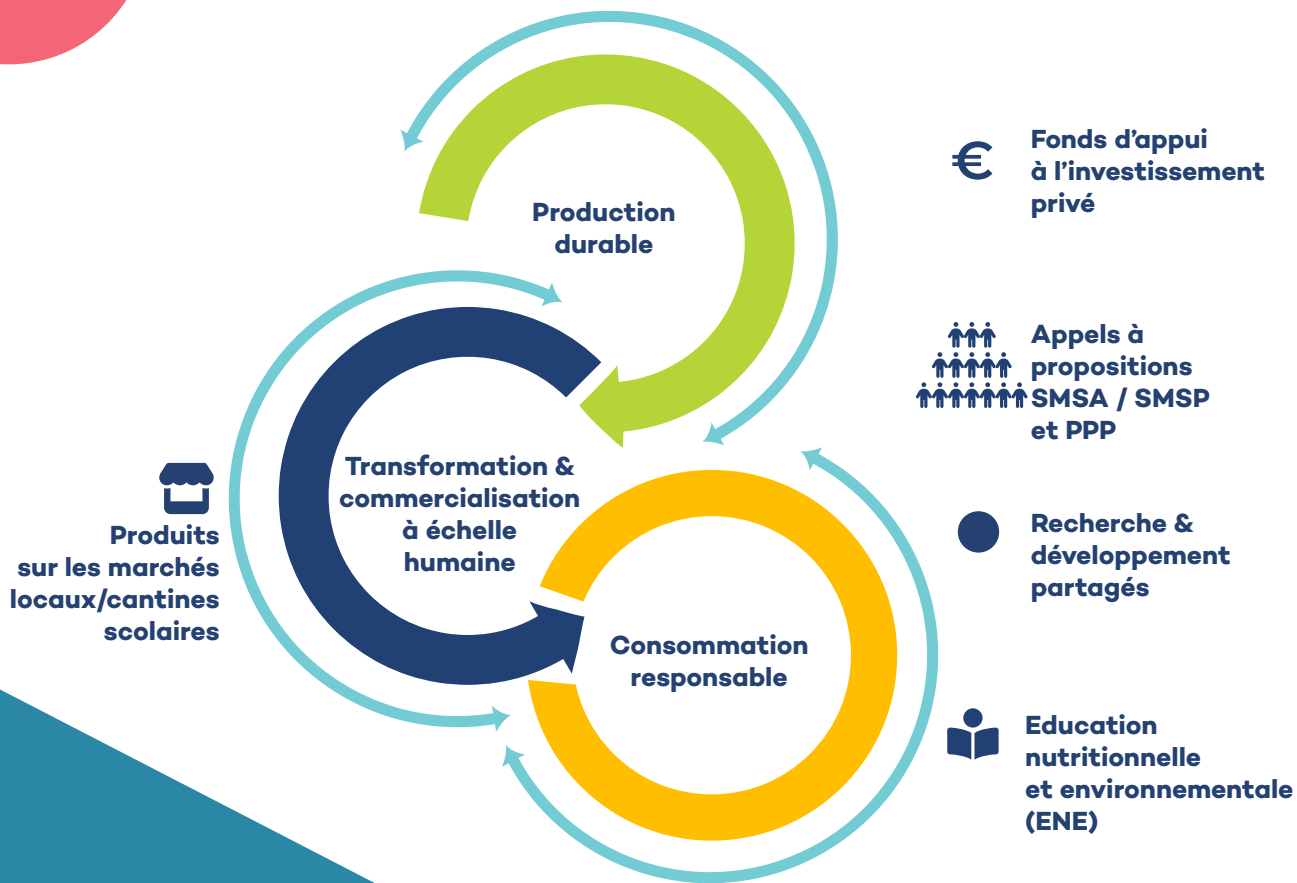 Production
durable
Transformation &
commercialisation
à échelle
humaine
Consommation
responsable
Produits
sur les marchés
locaux/cantines
scolaires
€
Fonds d'appui
à l'investissement
privé
Appels à
propositions
SMSA / SMSP
et PPP
Recherche &
développement
partagés
Education
nutritionnelle
et environnementale
(ENE)